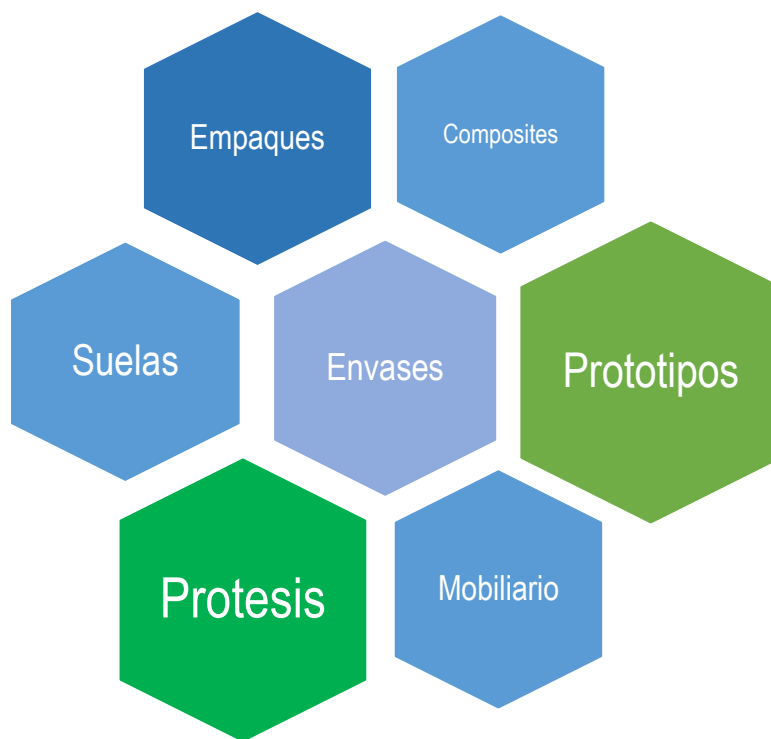 Empaques
Composites
Suelas
Envases
Prototipos
Protesis
Mobiliario